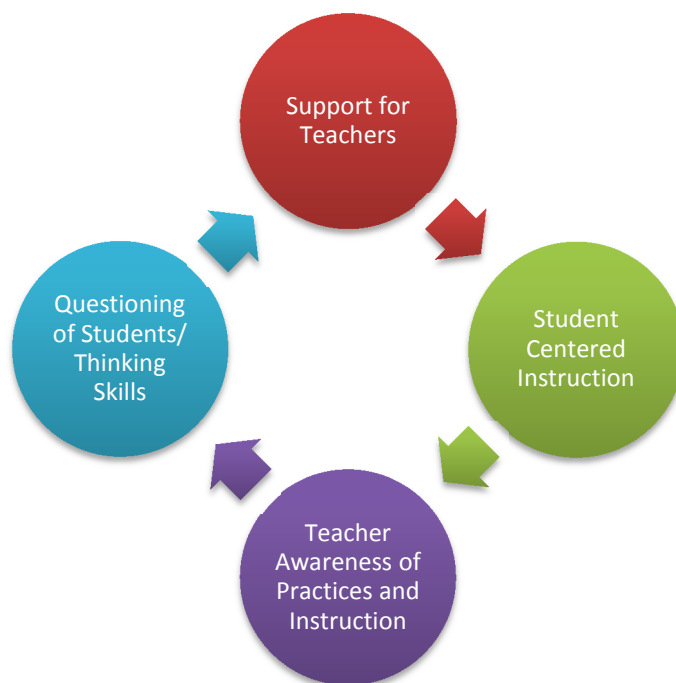 Support for
Teachers
Student
Centered
Instruction
Teacher
Awareness of
Practices and
Instruction
Questioning
of Students/
Thinking
Skills